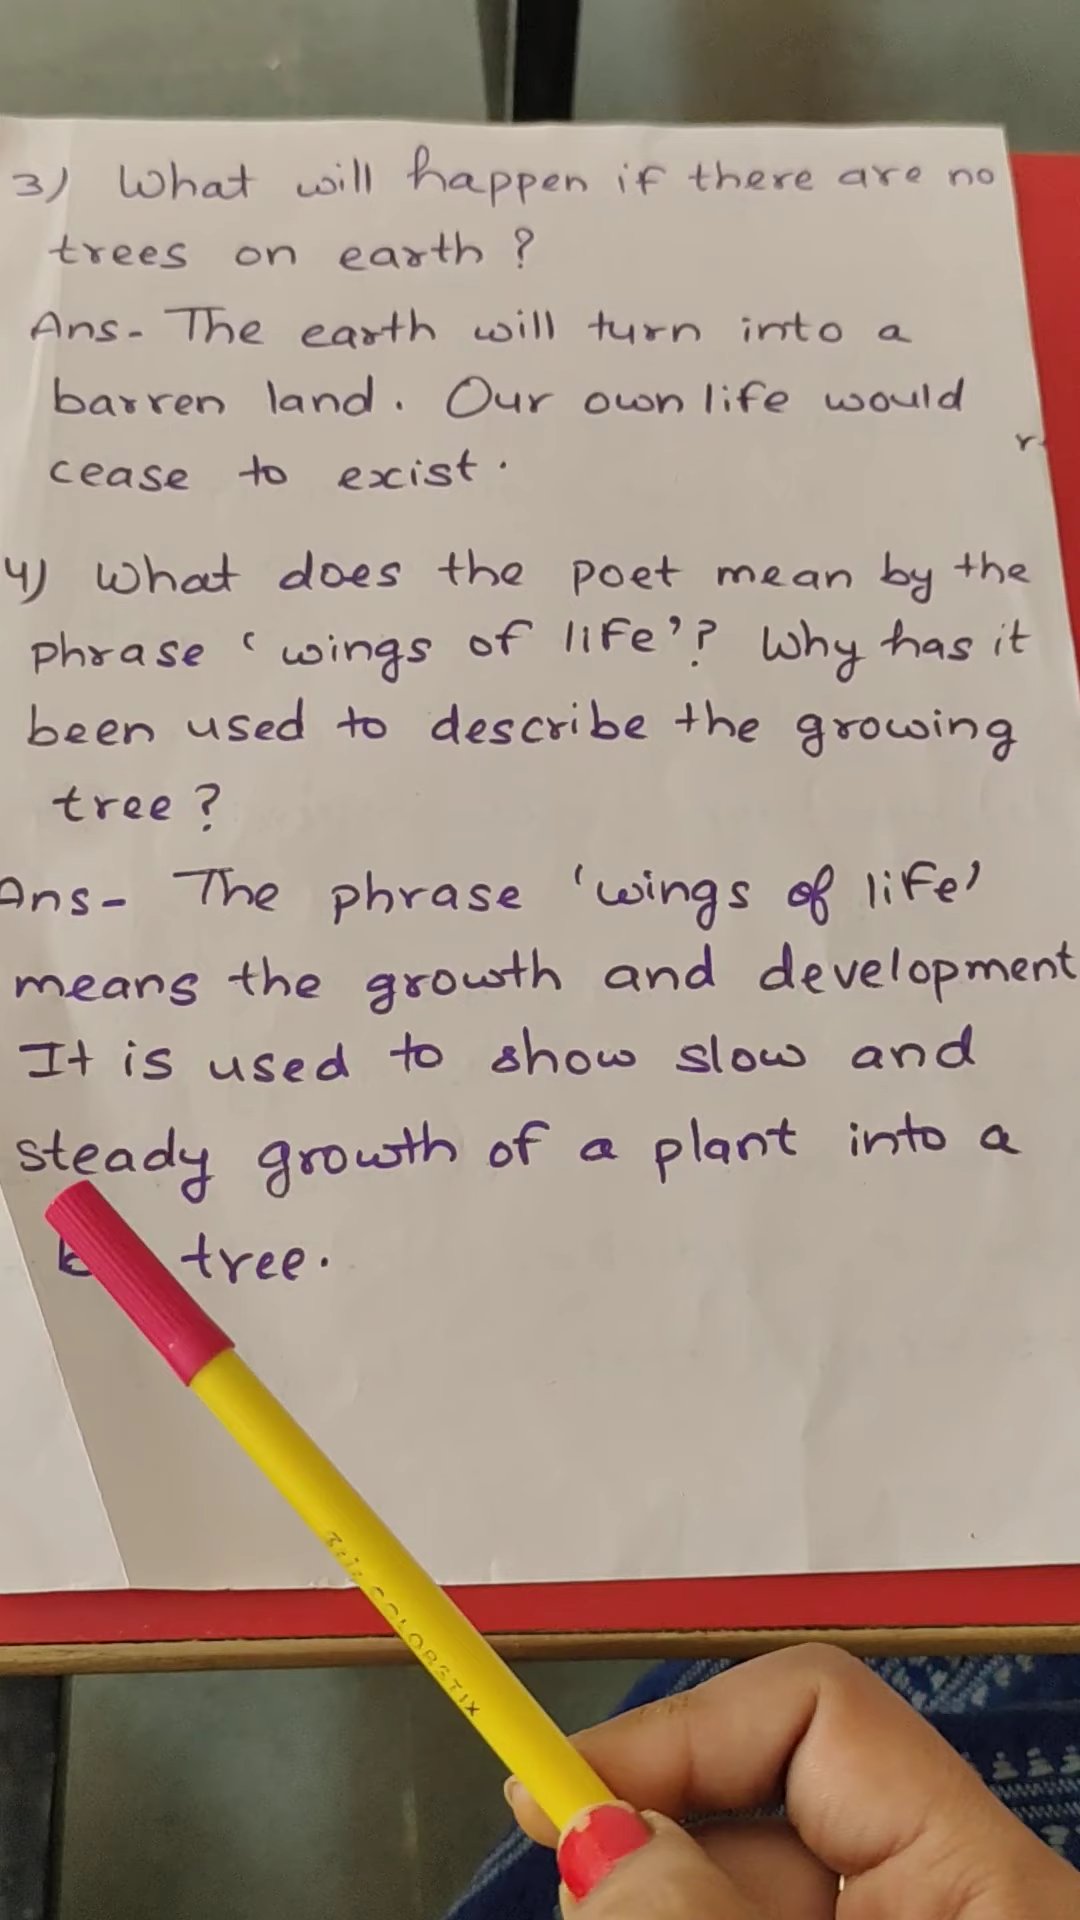 3) What will happen if there are no
trees on earth ?
Ans- The earth will turn into a
barren land. Our own life would
cease to exist.
4) What does the poet mean by the
phrase 'wings of life'? Why has it
been used to describe the growing
tree ?
Ans- The phrase 'wings of life'
means the growth and development
It is used to show slow and
steady growth of a plant into a
tree.
COLORSTIX